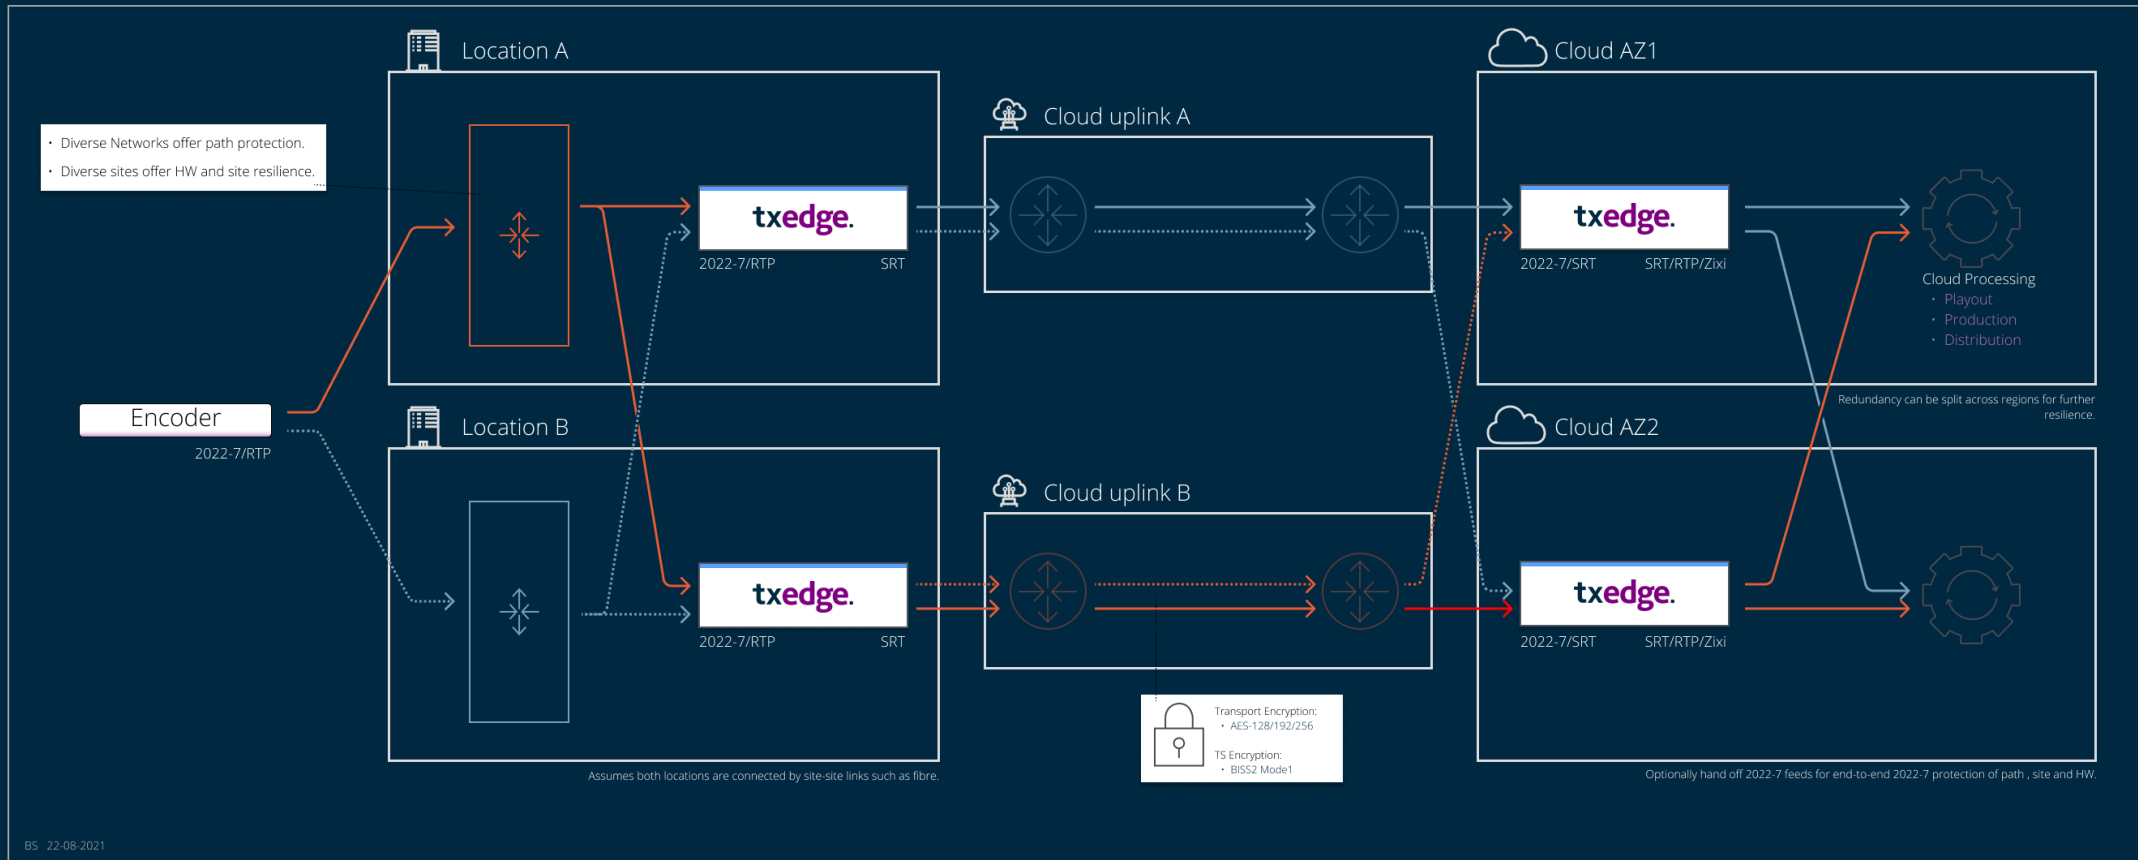 Location A
Cloud AZ1
Cloud uplink A
• Diverse Networks offer path protection.
• Diverse sites offer HW and site resilience.
txedge.
2022-7/RTP SRT
txedge.
2022-7/SRT SRT/RTP/Zixi
Cloud Processing
• Playout
• Production
• Distribution
Redundancy can be split across regions for further
resilience.
Encoder
2022-7/RTP
Location B
Cloud AZ2
Cloud uplink B
txedge.
2022-7/RTP SRT
txedge.
2022-7/SRT SRT/RTP/Zixi
Transport Encryption:
• AES-128/192/256
TS Encryption:
• BISS2 Mode1
Assumes both locations are connected by site-site links such as fibre.
Optionally hand off 2022-7 feeds for end-to-end 2022-7 protection of path , site and HW.
BS 22-08-2021